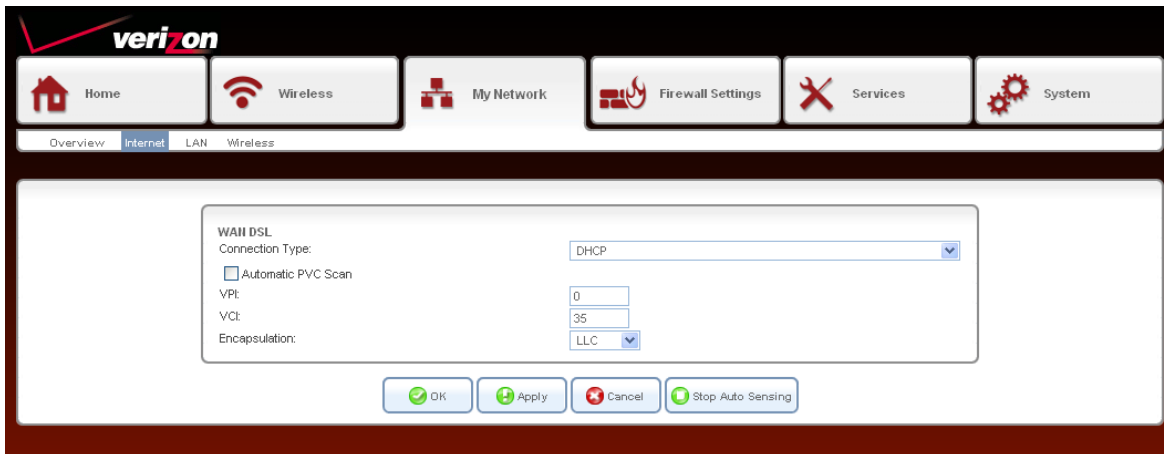 verizon
Home Wireless My Network Firewall Settings Services System
Overview Internet LAN Wireless
WAN DSL
Connection Type: DHCP
Automatic PVC Scan
VPI: 0
VCI: 35
Encapsulation: LLC
OK Apply Cancel Stop Auto Sensing